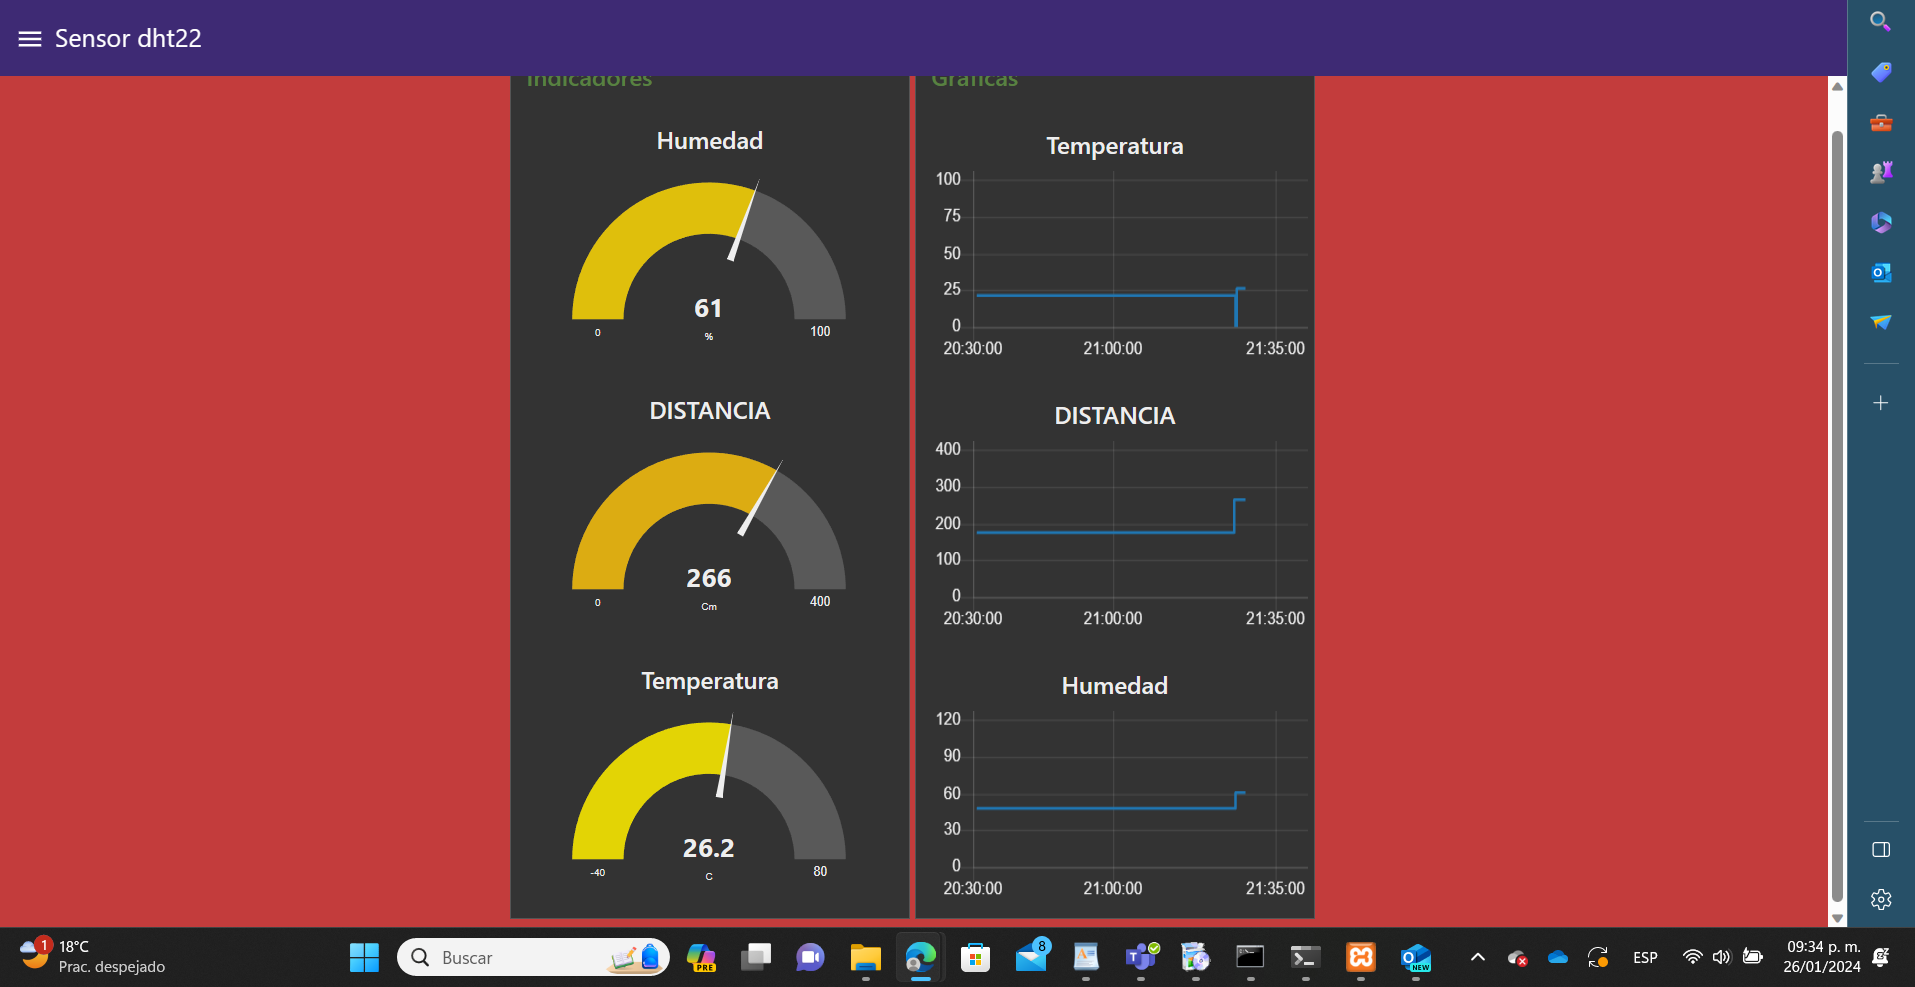 Sensor dht22
Indicadores
Humedad
61
%
0
100
DISTANCIA
266
Cm
0
400
Temperatura
26.2
C
-40
80
Gráficas
Temperatura
100
75
50
25
0
20:30:00 21:00:00 21:35:00
DISTANCIA
400
300
200
100
0
20:30:00 21:00:00 21:35:00
Humedad
120
90
60
30
0
20:30:00 21:00:00 21:35:00
1
18°C
Prac. despejado
Buscar
PRE
8
NEW
ESP
09:34 p. m.
26/01/2024